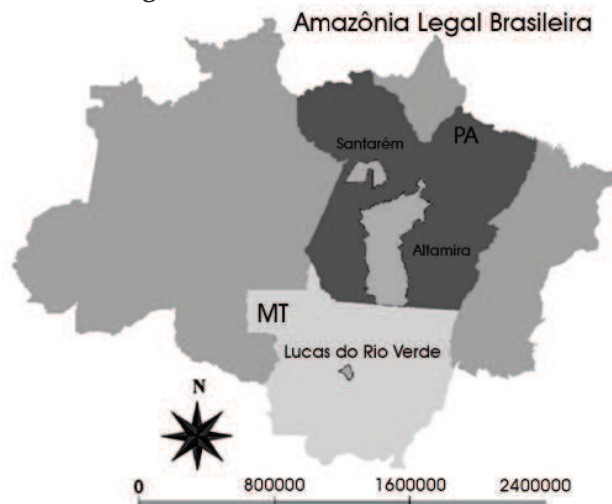 Amazônia Legal Brasileira
Santarém
PA
Altamira
MT
Lucas do Rio Verde
N
0 800000 1600000 2400000